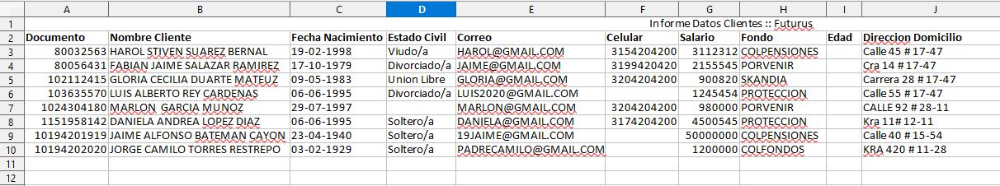 A B C D E F G H I J
1 Informe Datos Clientes :: Futurus
2 Documento Nombre Cliente Fecha Nacimiento Estado Civil Correo Celular Salario Fondo Edad Direccion Domicilio
3 80032563 HAROL STIVEN SUAREZ BERNAL 19-02-1998 Viudo/a HAROL@GMAIL.COM 3154204200 3112312 COLPENSIONES Calle 45 # 17-47
4 80056431 FABIAN JAIME SALAZAR RAMIREZ 17-10-1979 Divorciado/a JAIME@GMAIL.COM 3199420420 2155545 PORVENIR Cra 14 # 17-47
5 102112415 GLORIA CECILIA DUARTE MATEUZ 09-05-1983 Union Libre GLORIA@GMAIL.COM 3204204200 900820 SKANDIA Carrera 28 # 17-47
6 103635570 LUIS ALBERTO REY CARDENAS 06-06-1995 Divorciado/a LUIS2020@GMAIL.COM 1245454 PROTECCION Calle 55 # 17-47
7 1024304180 MARLON GARCIA MUÑOZ 29-07-1997 MARLON@GMAIL.COM 3204204200 980000 PORVENIR CALLE 92 # 28-11
8 1151958142 DANIELA ANDREA LOPEZ DIAZ 06-06-1995 Soltero/a DANIELA@GMAIL.COM 3174204200 4500545 PROTECCION Kra 11# 12-11
9 10194201919 JAIME ALFONSO BATEMAN CAYON 23-04-1940 Soltero/a 19JAIME@GMAIL.COM 50000000 COLPENSIONES Calle 40 # 15-54
10 10194202020 JORGE CAMILO TORRES RESTREPO 03-02-1929 Soltero/a PADRECAMILO@GMAIL.COM 1200000 COLFONDOS KRA 420 # 11-28
11
12